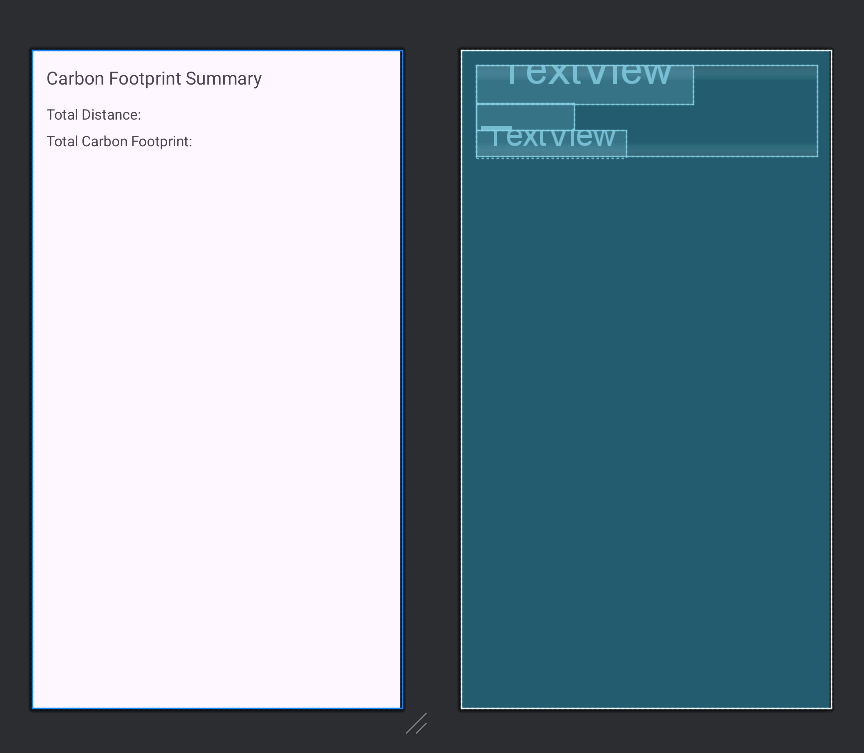 Carbon Footprint Summary
Total Distance:
Total Carbon Footprint:
TextView
TextView